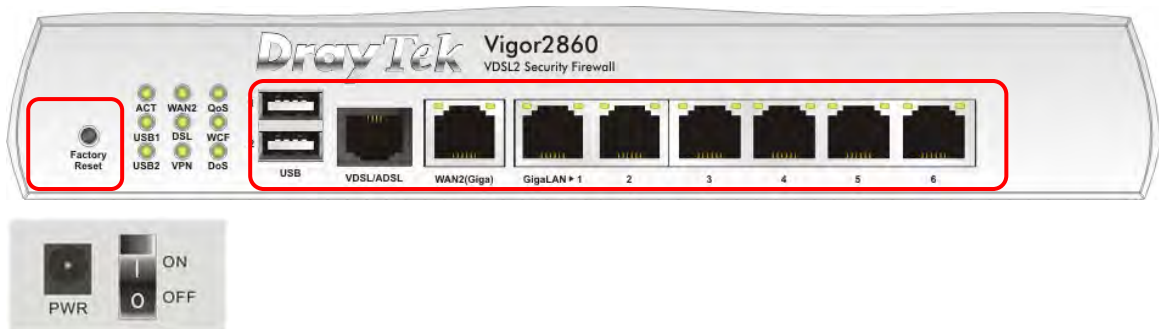 DrayTek Vigor2860
VDSL2 Security Firewall
ACT WAN2 QoS
USB1 DSL WCF
USB2 VPN DoS
Factory
Reset
2
USB
VDSL/ADSL
WAN2(Giga)
GigaLAN ▶ 1 2 3 4 5 6
PWR
ON
OFF